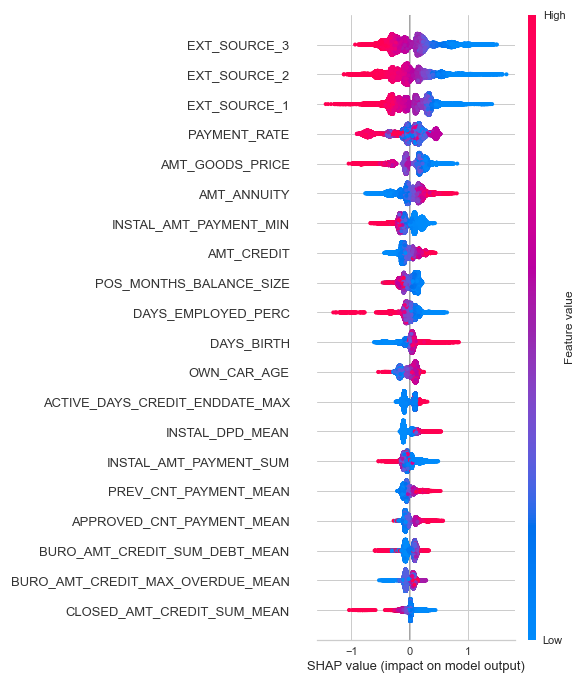 High
EXT_SOURCE_3
EXT_SOURCE_2
EXT_SOURCE_1
PAYMENT_RATE
AMT_GOODS_PRICE
AMT_ANNUITY
INSTAL_AMT_PAYMENT_MIN
AMT_CREDIT
POS_MONTHS_BALANCE_SIZE
DAYS_EMPLOYED_PERC
DAYS_BIRTH
OWN_CAR_AGE
ACTIVE_DAYS_CREDIT_ENDDATE_MAX
INSTAL_DPD_MEAN
INSTAL_AMT_PAYMENT_SUM
PREV_CNT_PAYMENT_MEAN
APPROVED_CNT_PAYMENT_MEAN
BURO_AMT_CREDIT_SUM_DEBT_MEAN
BURO_AMT_CREDIT_MAX_OVERDUE_MEAN
CLOSED_AMT_CREDIT_SUM_MEAN
Feature value
Low
−1 0 1
SHAP value (impact on model output)